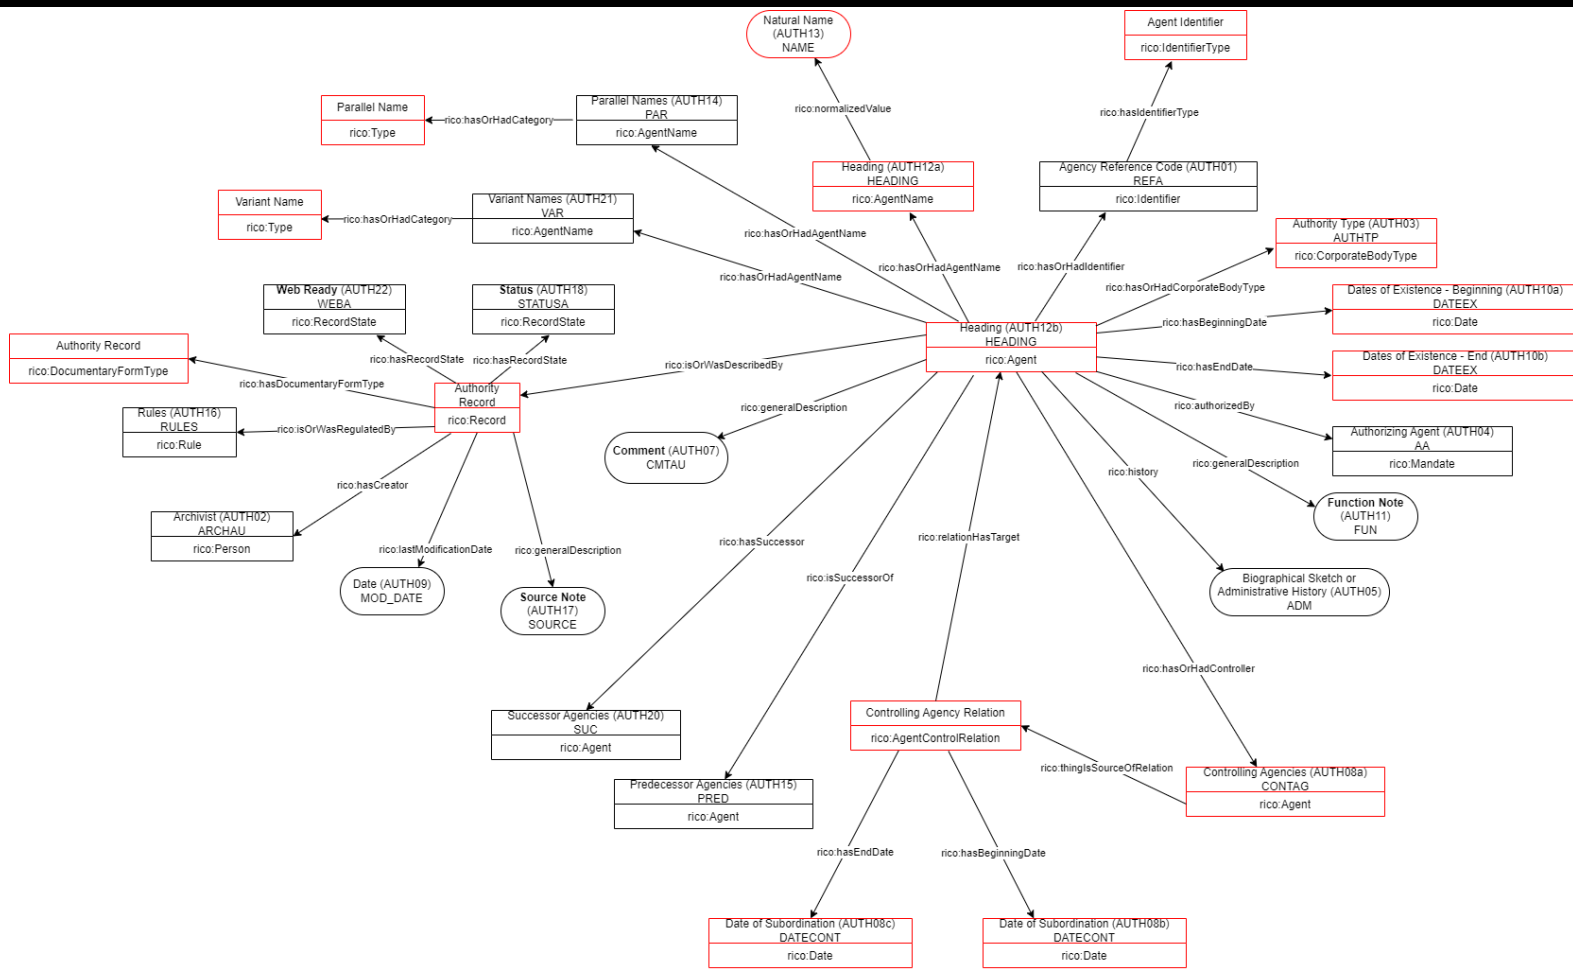 Natural Name
(AUTH13)
NAME
Agent Identifier
rico:IdentifierType
Parallel Name
rico:Type
rico:hasOrHadCategory
Parallel Names (AUTH14)
PAR
rico:AgentName
rico:normalizedValue
rico:hasIdentifierType
Heading (AUTH12a)
HEADING
rico:AgentName
Agency Reference Code (AUTH01)
REFA
rico:Identifier
Variant Name
rico:Type
rico:hasOrHadCategory
Variant Names (AUTH21)
VAR
rico:AgentName
rico:hasOrHadAgentName
rico:hasOrHadAgentName
rico:hasOrHadAgentName
rico:hasOrHadIdentifier
Authority Type (AUTH03)
AUTHTP
rico:CorporateBodyType
rico:hasOrHadCorporateBodyType
Web Ready (AUTH22)
WEBA
rico:RecordState
Status (AUTH18)
STATUSA
rico:RecordState
Dates of Existence - Beginning (AUTH10a)
DATEEX
rico:Date
rico:hasBeginningDate
Heading (AUTH12b)
HEADING
rico:Agent
Authority Record
rico:DocumentaryFormType
rico:hasRecordState
rico:hasRecordState
rico:isOrWasDescribedBy
rico:hasEndDate
Dates of Existence - End (AUTH10b)
DATEEX
rico:Date
rico:hasDocumentaryFormType
Authority
Record
rico:Record
rico:generalDescription
rico:authorizedBy
Rules (AUTH16)
RULES
rico:Rule
rico:isOrWasRegulatedBy
Authorizing Agent (AUTH04)
AA
rico:Mandate
Comment (AUTH07)
CMTAU
rico:history
rico:generalDescription
rico:hasCreator
Function Note
(AUTH11)
FUN
Archivist (AUTH02)
ARCHAU
rico:Person
rico:lastModificationDate
rico:generalDescription
rico:hasSuccessor
rico:relationHasTarget
rico:isSuccessorOf
Date (AUTH09)
MOD_DATE
Source Note
(AUTH17)
SOURCE
Biographical Sketch or
Administrative History (AUTH05)
ADM
rico:hasOrHadController
Successor Agencies (AUTH20)
SUC
rico:Agent
Controlling Agency Relation
rico:AgentControlRelation
rico:thingIsSourceOfRelation
Controlling Agencies (AUTH08a)
CONTAG
rico:Agent
Predecessor Agencies (AUTH15)
PRED
rico:Agent
rico:hasEndDate
rico:hasBeginningDate
Date of Subordination (AUTH08c)
DATECONT
rico:Date
Date of Subordination (AUTH08b)
DATECONT
rico:Date